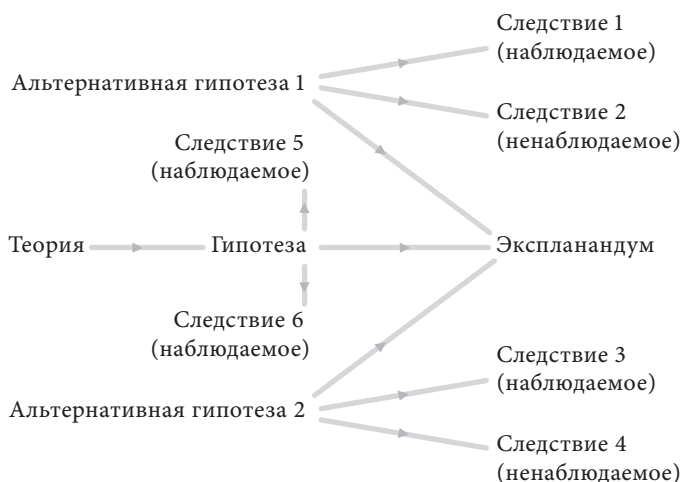 Следствие 1
(наблюдаемое)
Альтернативная гипотеза 1
Следствие 2
(ненаблюдаемое)
Следствие 5
(наблюдаемое)
Теория
Гипотеза
Экспланандум
Следствие 6
(наблюдаемое)
Следствие 3
(наблюдаемое)
Альтернативная гипотеза 2
Следствие 4
(ненаблюдаемое)